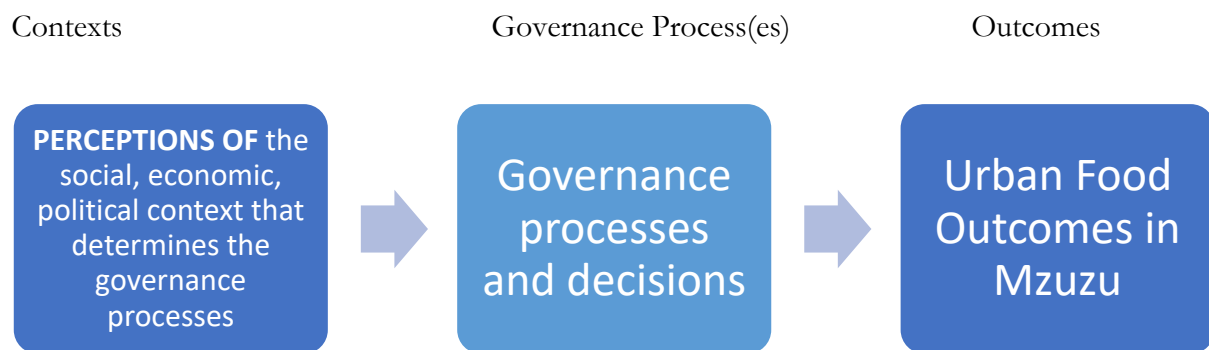 Contexts
Governance Process(es)
Outcomes
PERCEPTIONS OF the
social, economic,
political context that
determines the
governance
processes
Governance
processes
and decisions
Urban Food
Outcomes in
Mzuzu